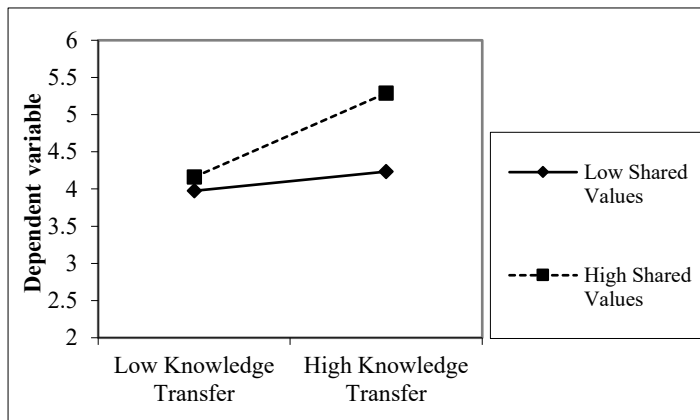 6
5.5
5
4.5
4
3.5
3
2.5
2
Dependent variable
Low Knowledge
Transfer
High Knowledge
Transfer
Low Shared
Values
High Shared
Values